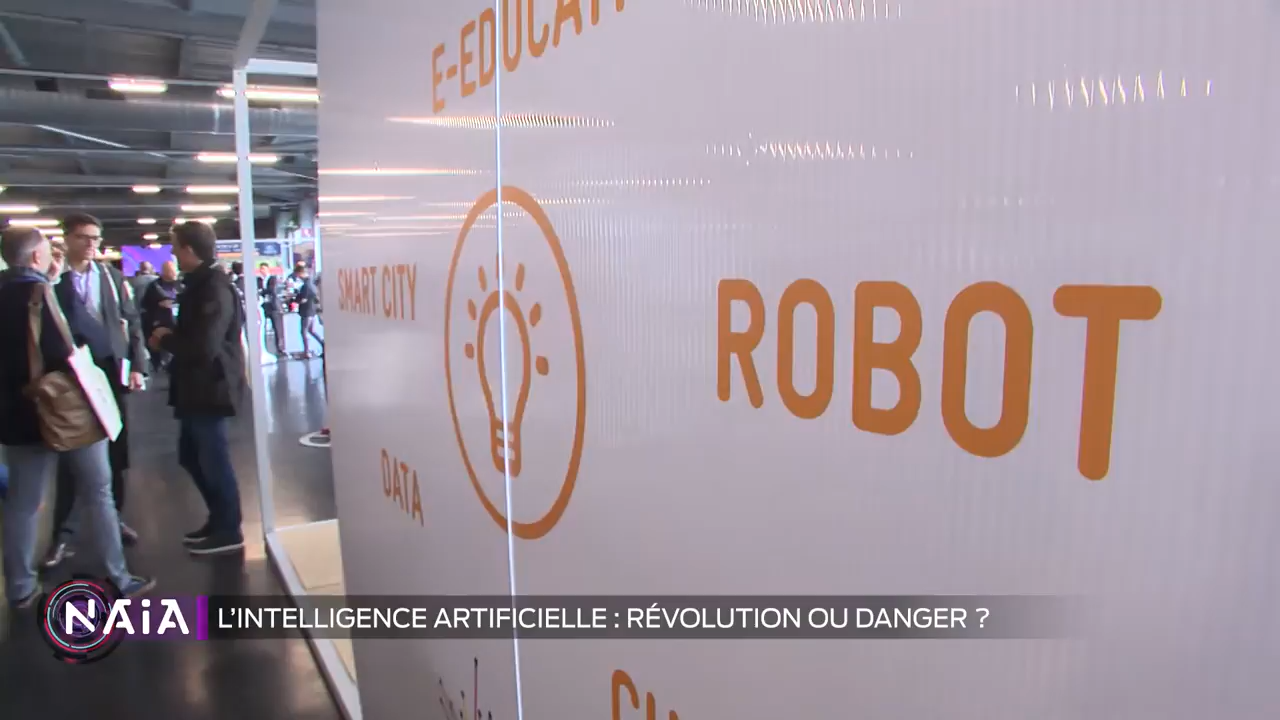 E-EDUCAT
SMART CITY
ROBOT
DATA
NAiA
L'INTELLIGENCE ARTIFICIELLE : RÉVOLUTION OU DANGER ?